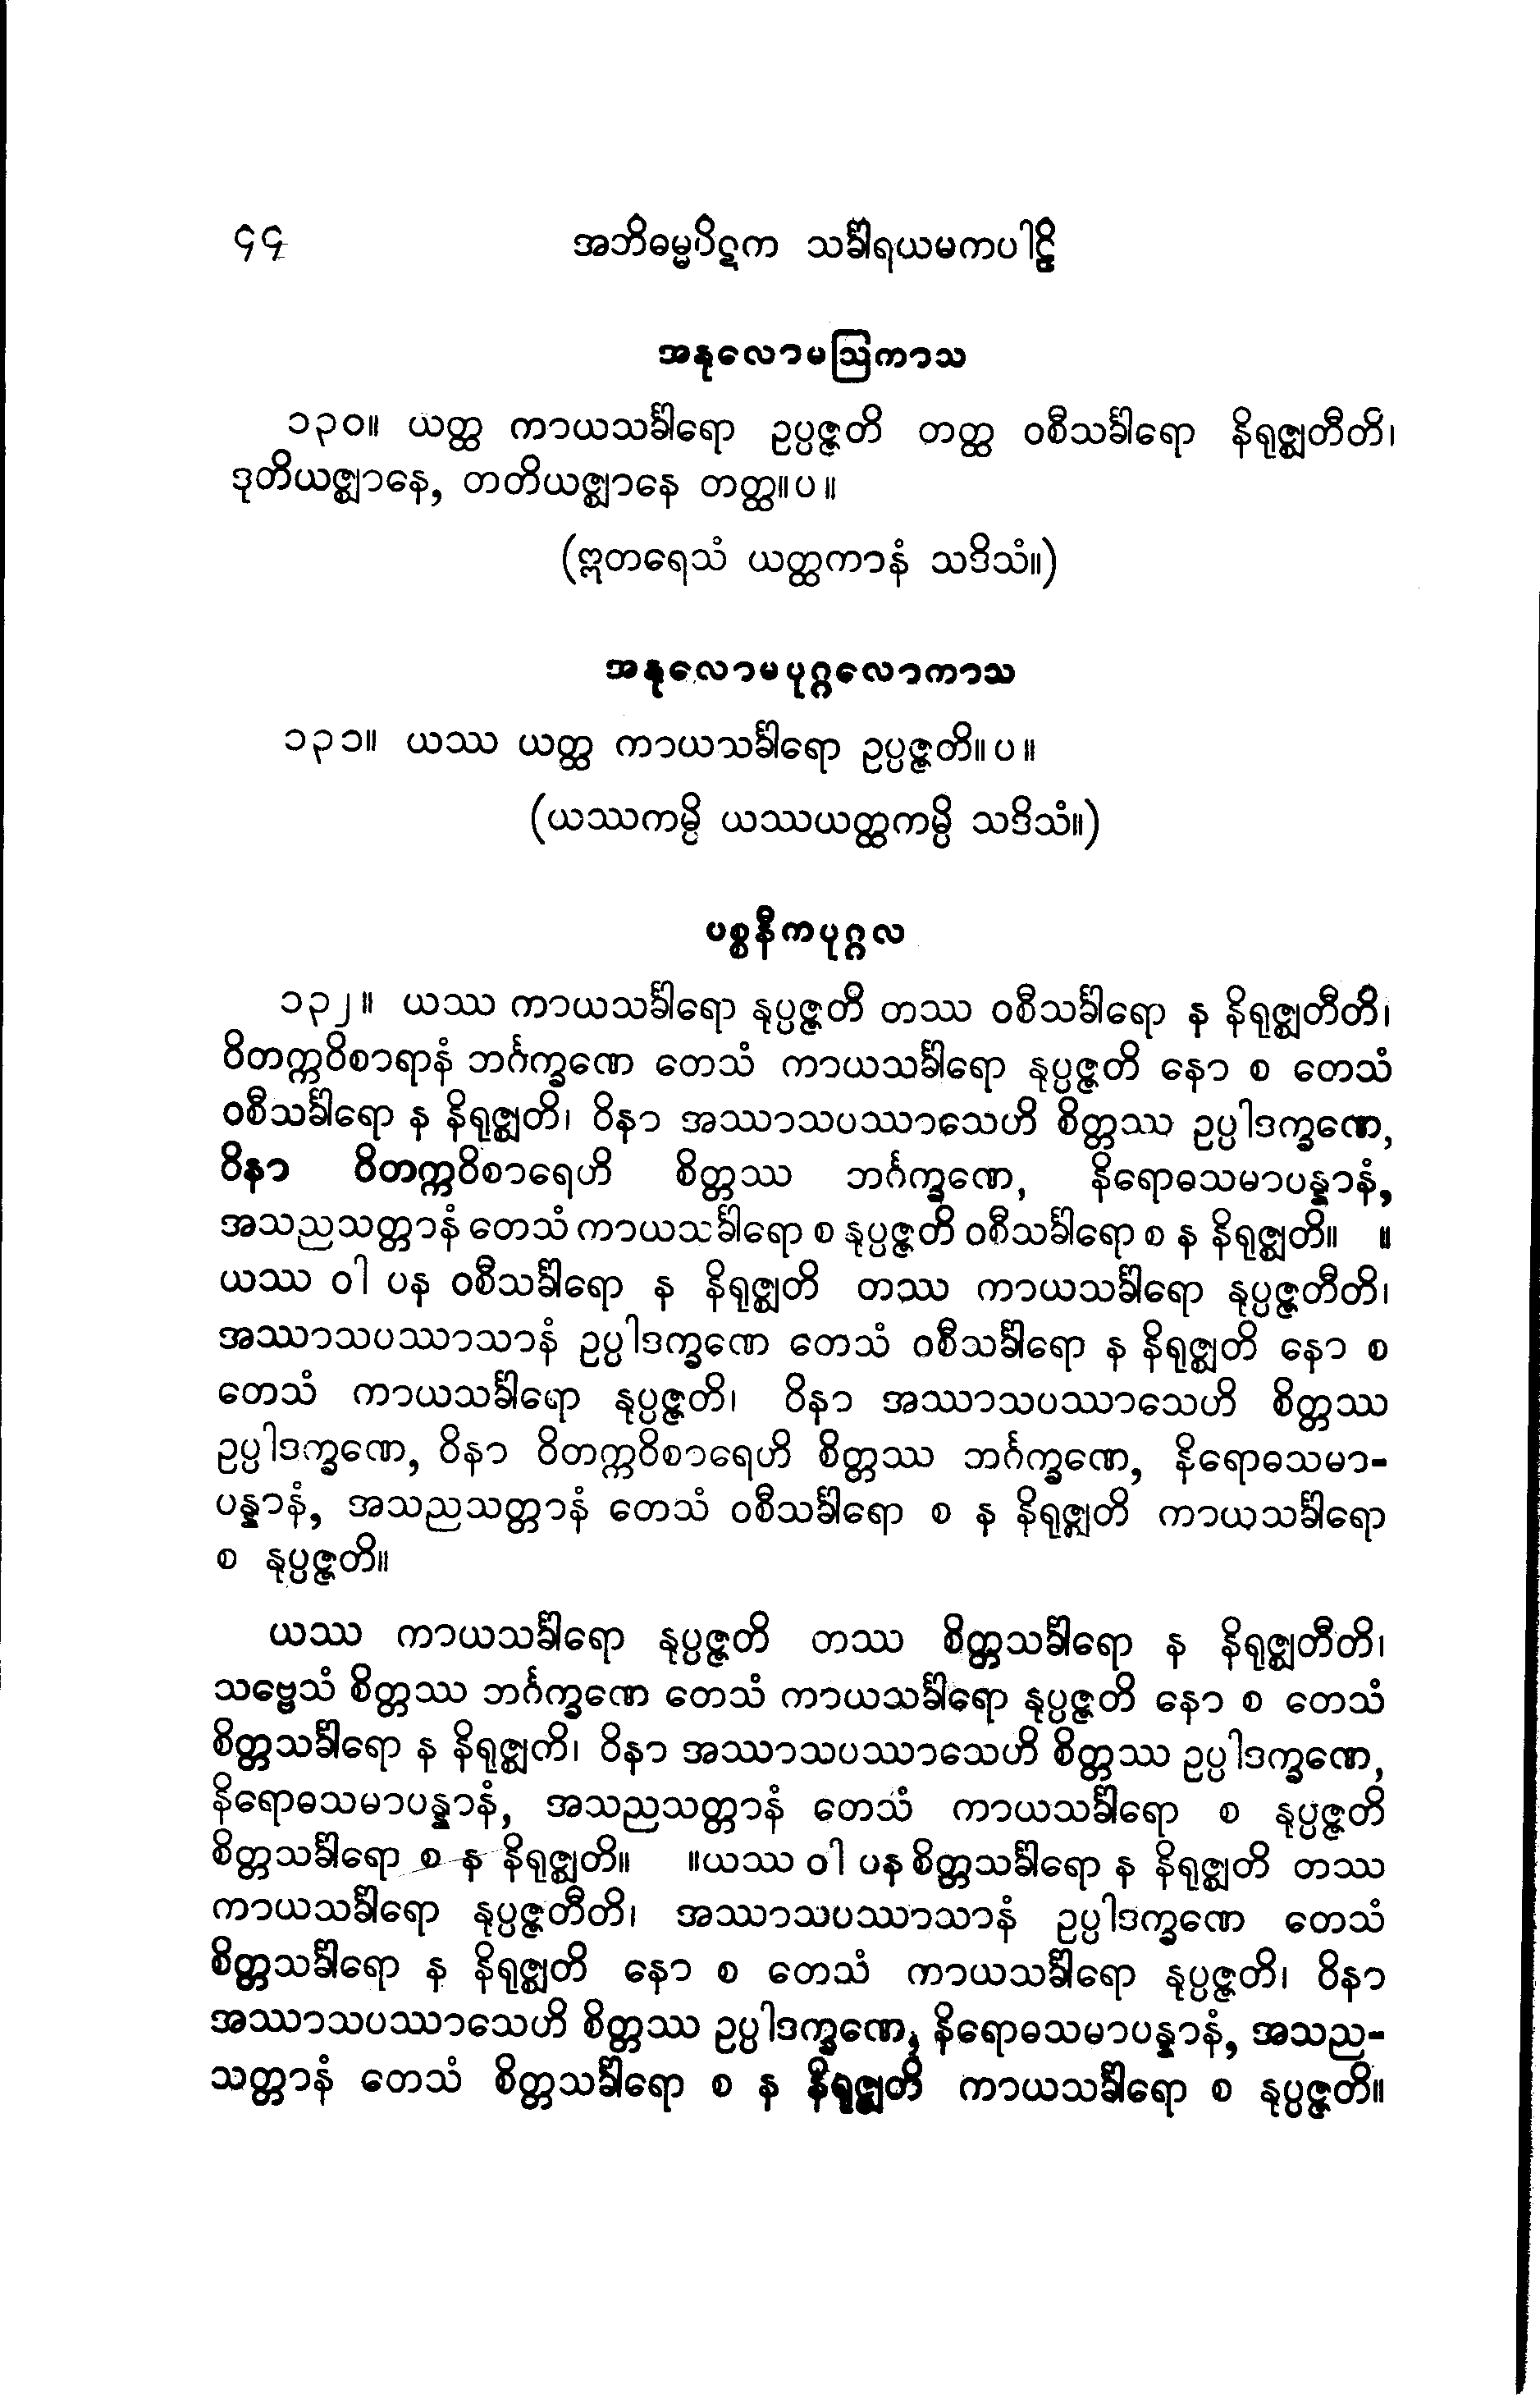 ၄၄ အဘိဓမ္မပိဋက သင်္ခါရယမကပါဠိ
အနုလောမဩကာသ
၁၃၀။ ယတ္ထ ကာယသင်္ခါရော ဥပ္ပဇ္ဇတိ တတ္ထ ဝစီသင်္ခါရော နိရုဇ္ဈတီတိ၊
ဒုတိယဇ္ဈာနေ, တတိယဇ္ဈာနေ တတ္ထ။ပ။
(ဣတရေသံ ယတ္ထကာနံ သဒိသံ။)
အနုလောမပုဂ္ဂလောကာသ
၁၃၁။ ယဿ ယတ္ထ ကာယသင်္ခါရော ဥပ္ပဇ္ဇတိ။ပ။
(ယဿကမ္ပိ ယဿယတ္ထကမ္ပိ သဒိသံ။)
ပစ္စနီကပုဂ္ဂလ
၁၃၂။ ယဿ ကာယသင်္ခါရော နုပ္ပဇ္ဇတိ တဿ ဝစီသင်္ခါရော န နိရုဇ္ဈတီတိ၊
ဝိတက္ကဝိစာရာနံ ဘင်္ဂက္ခဏေ တေသံ ကာယသင်္ခါရော နုပ္ပဇ္ဇတိ နော စ တေသံ
ဝစီသင်္ခါရော န နိရုဇ္ဈတိ၊ ဝိနာ အဿာသပဿာသေဟိ စိတ္တဿ ဥပ္ပါဒက္ခဏေ,
ဝိနာ ဝိတက္ကဝိစာရေဟိ စိတ္တဿ ဘင်္ဂက္ခဏေ, နိရောဓသမာပန္နာနံ,
အသညသတ္တာနံ တေသံ ကာယသင်္ခါရော စ နုပ္ပဇ္ဇတိ ဝစီသင်္ခါရော စ န နိရုဇ္ဈတိ။ ။
ယဿ ဝါ ပန ဝစီသင်္ခါရော န နိရုဇ္ဈတိ တဿ ကာယသင်္ခါရော နုပ္ပဇ္ဇတီတိ၊
အဿာသပဿာသာနံ ဥပ္ပါဒက္ခဏေ တေသံ ဝစီသင်္ခါရော န နိရုဇ္ဈတိ နော စ
တေသံ ကာယသင်္ခါရော နုပ္ပဇ္ဇတိ၊ ဝိနာ အဿာသပဿာသေဟိ စိတ္တဿ
ဥပ္ပါဒက္ခဏေ, ဝိနာ ဝိတက္ကဝိစာရေဟိ စိတ္တဿ ဘင်္ဂက္ခဏေ, နိရောဓသမာ-
ပန္နာနံ, အသညသတ္တာနံ တေသံ ဝစီသင်္ခါရော စ န နိရုဇ္ဈတိ ကာယသင်္ခါရော
စ နုပ္ပဇ္ဇတိ။
ယဿ ကာယသင်္ခါရော နုပ္ပဇ္ဇတိ တဿ စိတ္တသင်္ခါရော န နိရုဇ္ဈတီတိ၊
သဗ္ဗေသံ စိတ္တဿ ဘင်္ဂက္ခဏေ တေသံ ကာယသင်္ခါရော နုပ္ပဇ္ဇတိ နော စ တေသံ
စိတ္တသင်္ခါရော န နိရုဇ္ဈတိ၊ ဝိနာ အဿာသပဿာသေဟိ စိတ္တဿ ဥပ္ပါဒက္ခဏေ,
နိရောဓသမာပန္နာနံ, အသညသတ္တာနံ တေသံ ကာယသင်္ခါရော စ နုပ္ပဇ္ဇတိ
စိတ္တသင်္ခါရော စ န နိရုဇ္ဈတိ။ ။ယဿ ဝါ ပန စိတ္တသင်္ခါရော န နိရုဇ္ဈတိ တဿ
ကာယသင်္ခါရော နုပ္ပဇ္ဇတီတိ၊ အဿာသပဿာသာနံ ဥပ္ပါဒက္ခဏေ တေသံ
စိတ္တသင်္ခါရော န နိရုဇ္ဈတိ နော စ တေသံ ကာယသင်္ခါရော နုပ္ပဇ္ဇတိ၊ ဝိနာ
အဿာသပဿာသေဟိ စိတ္တဿ ဥပ္ပါဒက္ခဏေ, နိရောဓသမာပန္နာနံ, အသည-
သတ္တာနံ တေသံ စိတ္တသင်္ခါရော စ န နိရုဇ္ဈတိ ကာယသင်္ခါရော စ နုပ္ပဇ္ဇတိ။